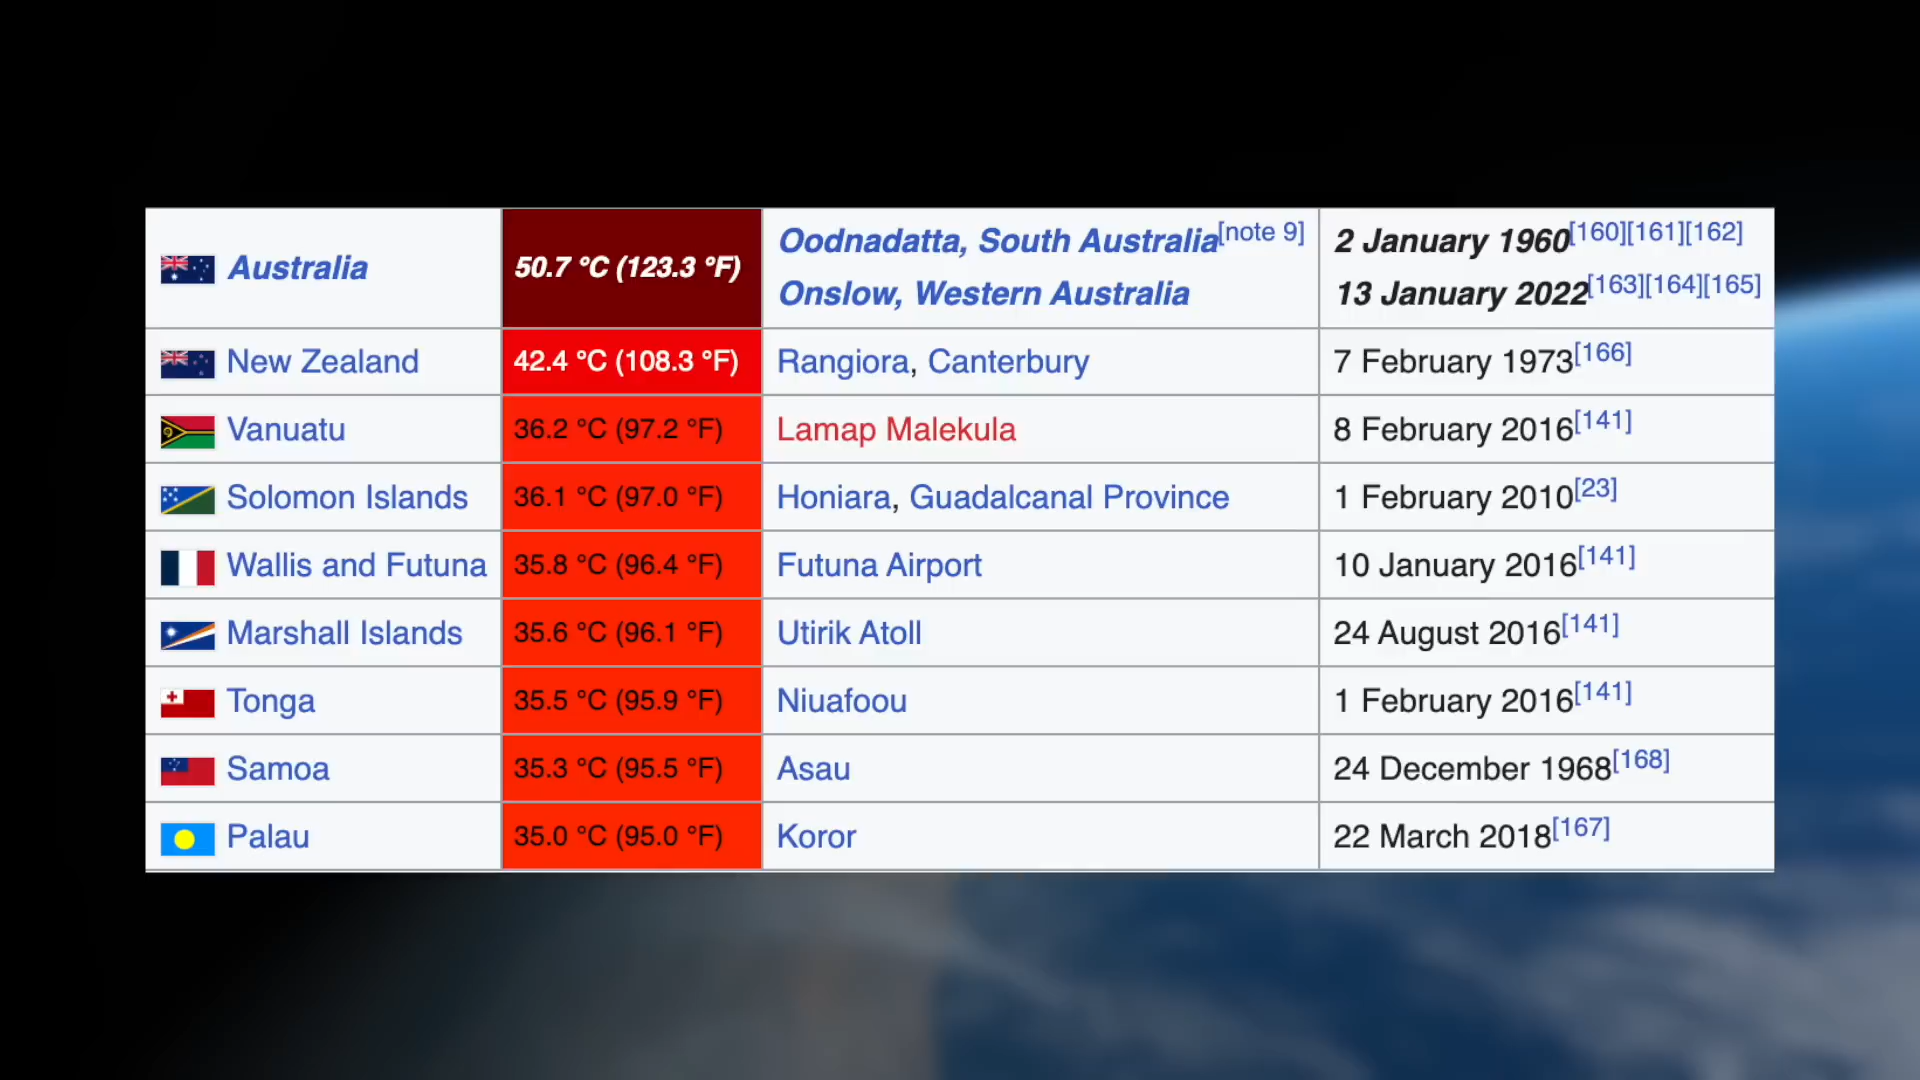 Australia 50.7 °C (123.3 °F) Oodnadatta, South Australia[note 9] 2 January 1960[160][161][162]
Onslow, Western Australia 13 January 2022[163][164][165]
New Zealand 42.4 °C (108.3 °F) Rangiora, Canterbury 7 February 1973[166]
Vanuatu 36.2 °C (97.2 °F) Lamap Malekula 8 February 2016[141]
Solomon Islands 36.1 °C (97.0 °F) Honiara, Guadalcanal Province 1 February 2010[23]
Wallis and Futuna 35.8 °C (96.4 °F) Futuna Airport 10 January 2016[141]
Marshall Islands 35.6 °C (96.1 °F) Utirik Atoll 24 August 2016[141]
Tonga 35.5 °C (95.9 °F) Niuafoou 1 February 2016[141]
Samoa 35.3 °C (95.5 °F) Asau 24 December 1968[168]
Palau 35.0 °C (95.0 °F) Koror 22 March 2018[167]